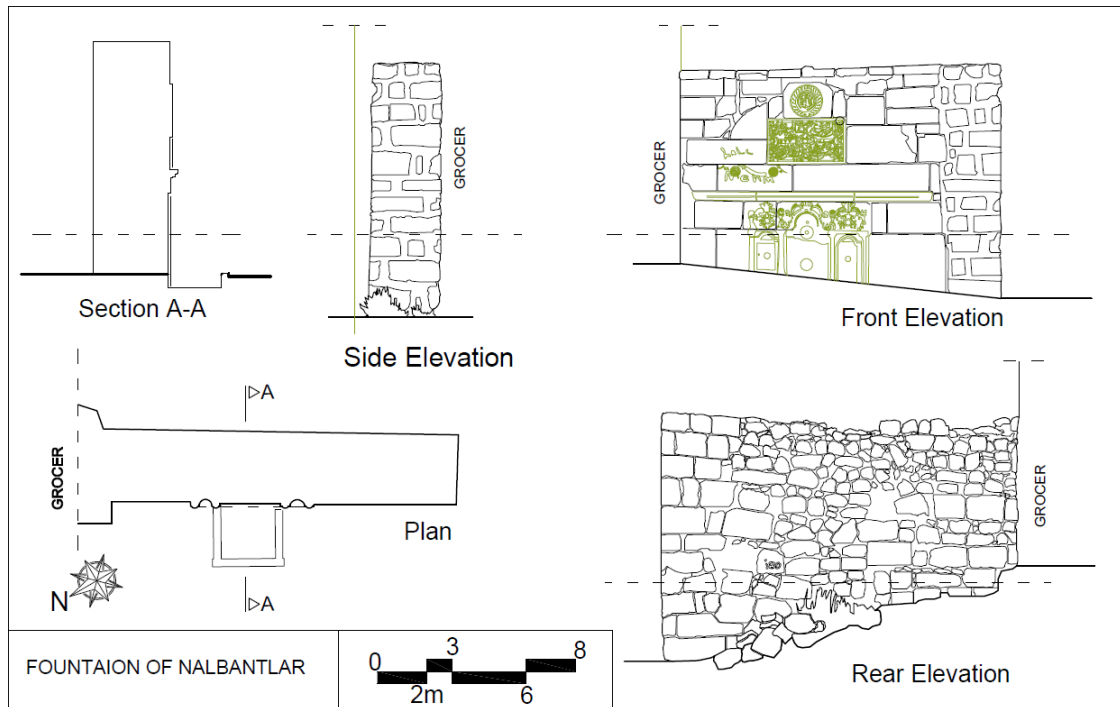 GROCER
GROCER
Section A-A
Side Elevation
Front Elevation
A
GROCER
Plan
N
A
GROCER
Rear Elevation
FOUNTAION OF NALBANTLAR
0 3 8
2m 6